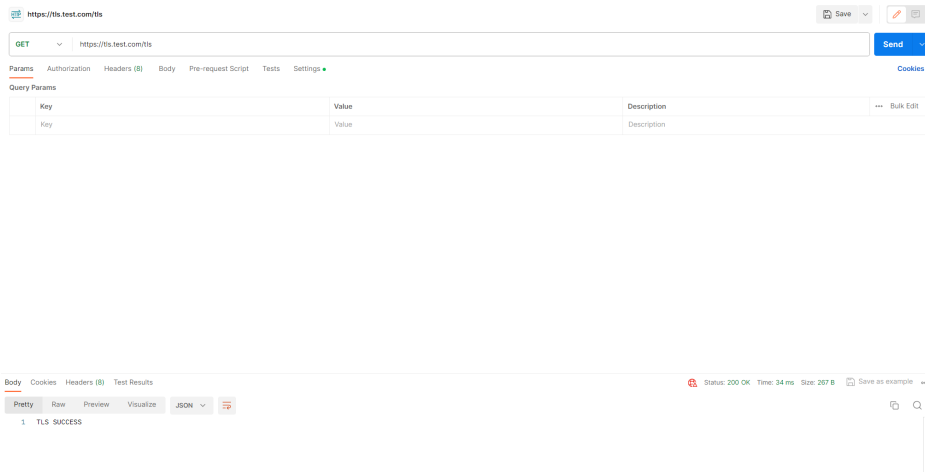 HTTP https://tls.test.com/tls Save
GET https://tls.test.com/tls Send
Params Authorization Headers (8) Body Pre-request Script Tests Settings Cookies
Query Params
Key Value Description ••• Bulk Edit
Key Value Description
Body Cookies Headers (8) Test Results Status: 200 OK Time: 34 ms Size: 267 B Save as example
Pretty Raw Preview Visualize JSON
1 TLS SUCCESS